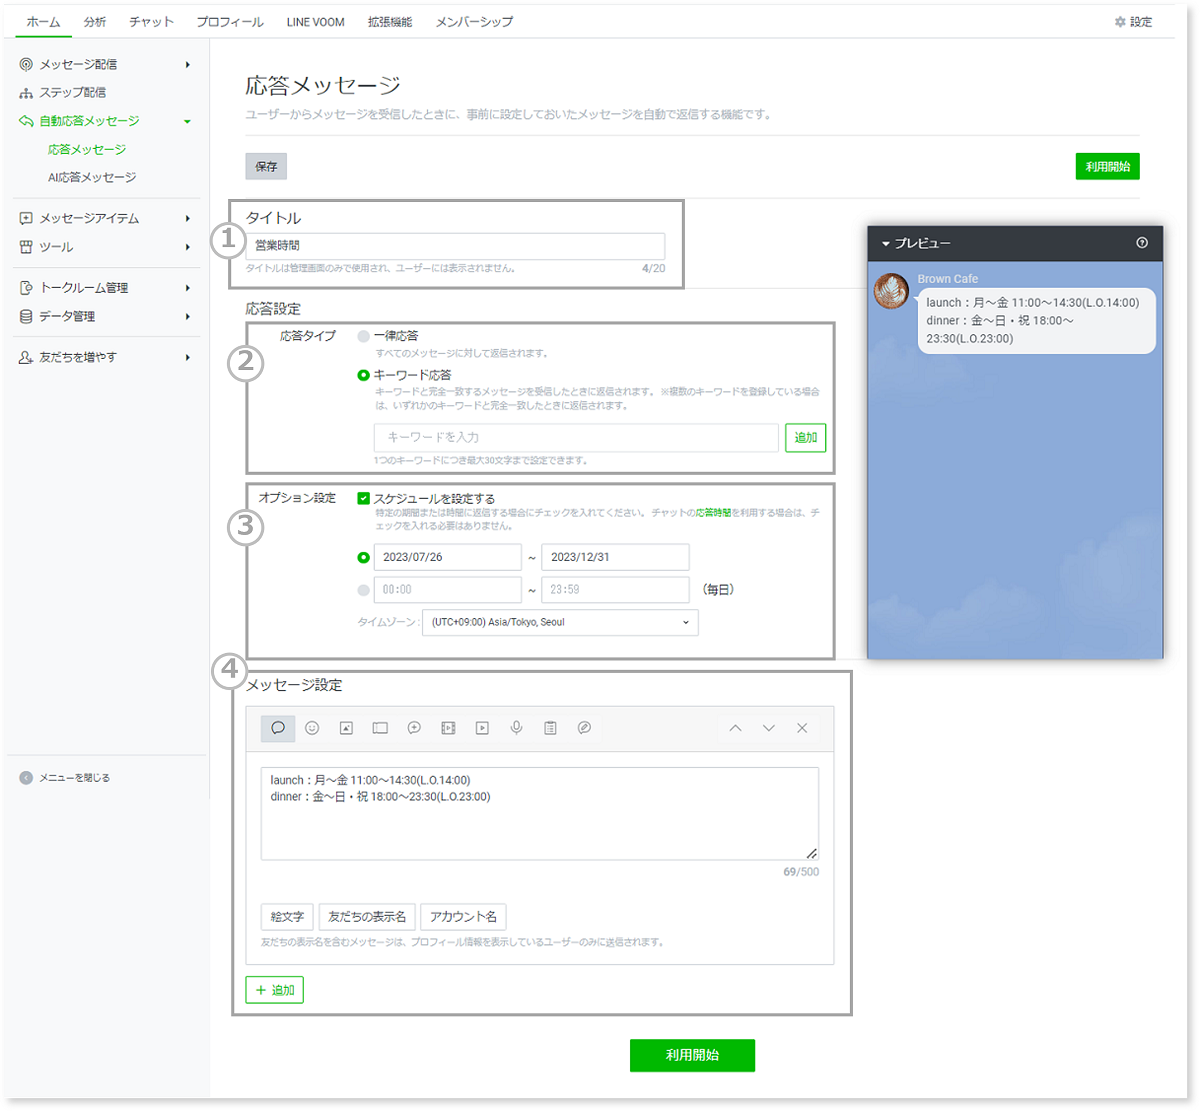 ホーム 分析 チャット プロフィール LINE VOOM 拡張機能 メンバーシップ 設定
メッセージ配信
ステップ配信
自動応答メッセージ
応答メッセージ
AI応答メッセージ
メッセージアイテム
ツール
トークルーム管理
データ管理
友だちを増やす
メニューを閉じる
応答メッセージ
ユーザーからメッセージを受信したときに、事前に設定しておいたメッセージを自動で返信する機能です。
保存 利用開始
1
タイトル
営業時間
タイトルは管理画面のみで使用され、ユーザーには表示されません。 4/20
応答設定
2
応答タイプ 一律応答
すべてのメッセージに対して返信されます。
キーワード応答
キーワードと完全一致するメッセージを受信したときに返信されます。 ※複数のキーワードを登録している場合
は、いずれかのキーワードと完全一致したときに返信されます。
キーワードを入力 追加
1つのキーワードにつき最大30文字まで設定できます。
3
オプション設定 スケジュールを設定する
特定の期間または時間に返信する場合にチェックを入れてください。 チャットの応答時間を利用する場合は、チ
ェックを入れる必要はありません。
2023/07/26 ~ 2023/12/31
00:00 ~ 23:59 (毎日)
タイムゾーン : (UTC+09:00) Asia/Tokyo, Seoul
4
メッセージ設定
launch：月～金 11:00～14:30(L.O.14:00)
dinner：金～日・祝 18:00～23:30(L.O.23:00)
69/500
絵文字 友だちの表示名 アカウント名
友だちの表示名を含むメッセージは、プロフィール情報を表示しているユーザーのみに送信されます。
+ 追加
利用開始
プレビュー
Brown Cafe
launch：月～金 11:00～14:30(L.O.14:00)
dinner：金～日・祝 18:00～
23:30(L.O.23:00)